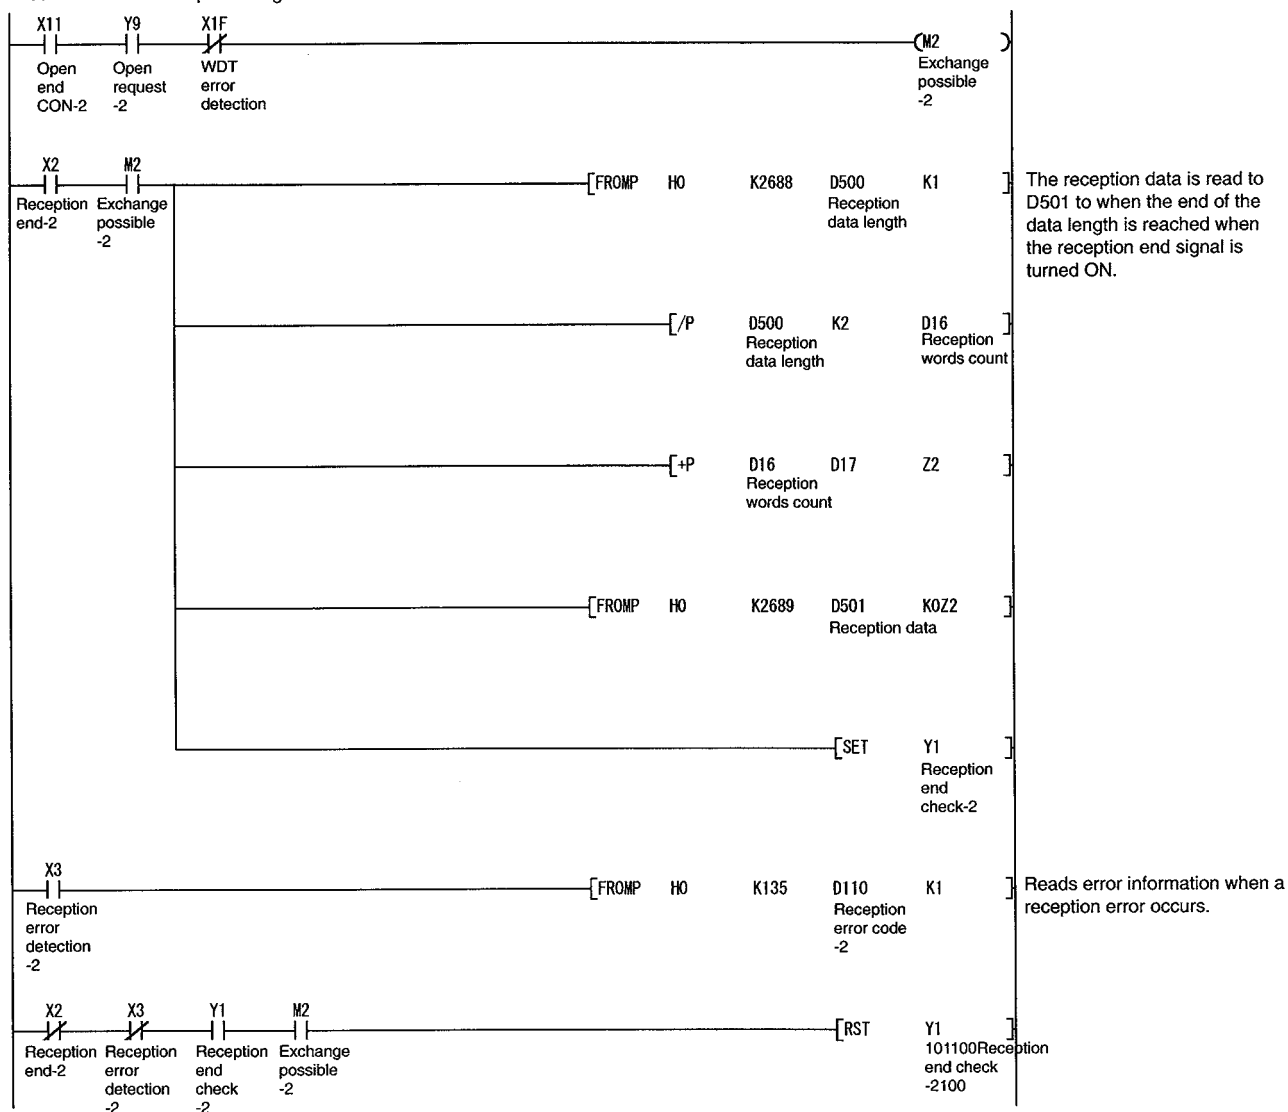 X11 Y9 X1F
(M2 )
Open end CON-2
Open request -2
WDT error detection
Exchange possible -2
X2 M2
[FROMP H0 K2688 D500 K1 ]
Reception end-2
Exchange possible -2
Reception data length
The reception data is read to
D501 to when the end of the
data length is reached when
the reception end signal is
turned ON.
[/P D500 K2 D16 ]
Reception data length
Reception words count
[+P D16 D17 Z2 ]
Reception words count
[FROMP H0 K2689 D501 K0Z2 ]
Reception data
[SET Y1 ]
Reception end check-2
X3
[FROMP H0 K135 D110 K1 ]
Reception error detection -2
Reception error code -2
Reads error information when a
reception error occurs.
X2 X3 Y1 M2
[RST Y1 ]
Reception end-2
Reception error detection -2
Reception end check -2
Exchange possible -2
101100Reception end check -2100